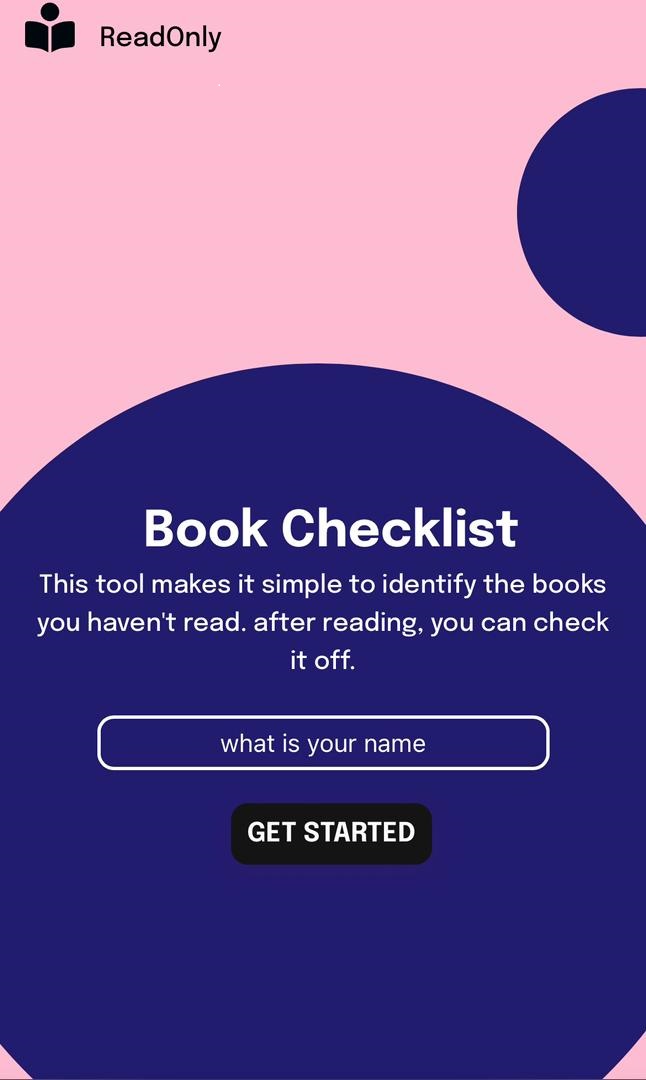 ReadOnly
Book Checklist
This tool makes it simple to identify the books
you haven't read. after reading, you can check
it off.
what is your name
GET STARTED